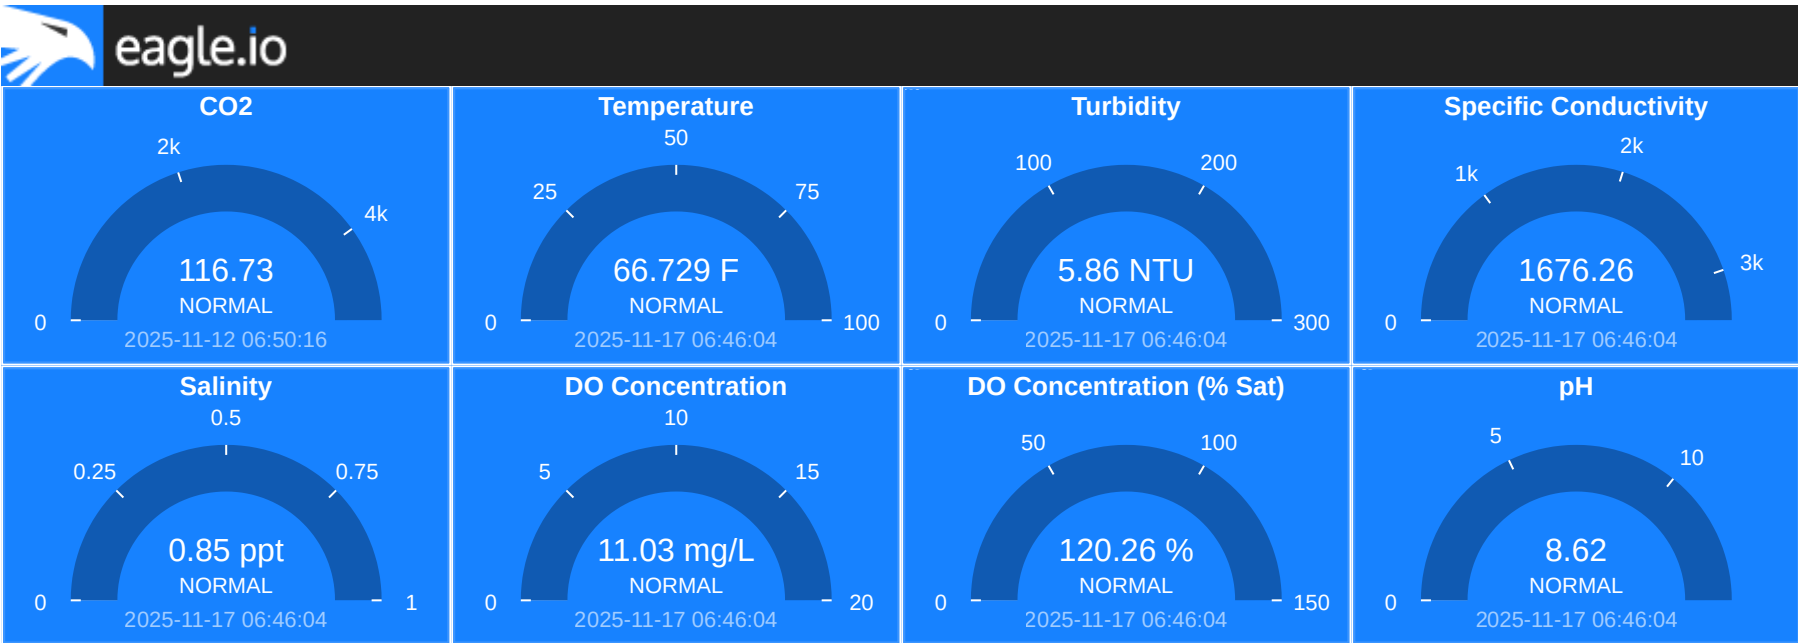 eagle.io
CO2
2k
4k
0
116.73
NORMAL
2025-11-12 06:50:16
Temperature
50
25
75
0
100
66.729 F
NORMAL
2025-11-17 06:46:04
Turbidity
100
200
0
300
5.86 NTU
NORMAL
2025-11-17 06:46:04
Specific Conductivity
2k
1k
3k
0
1676.26
NORMAL
2025-11-17 06:46:04
Salinity
0.5
0.25
0.75
0
1
0.85 ppt
NORMAL
2025-11-17 06:46:04
DO Concentration
10
5
15
0
20
11.03 mg/L
NORMAL
2025-11-17 06:46:04
DO Concentration (% Sat)
50
100
0
150
120.26 %
NORMAL
2025-11-17 06:46:04
pH
5
10
0
8.62
NORMAL
2025-11-17 06:46:04